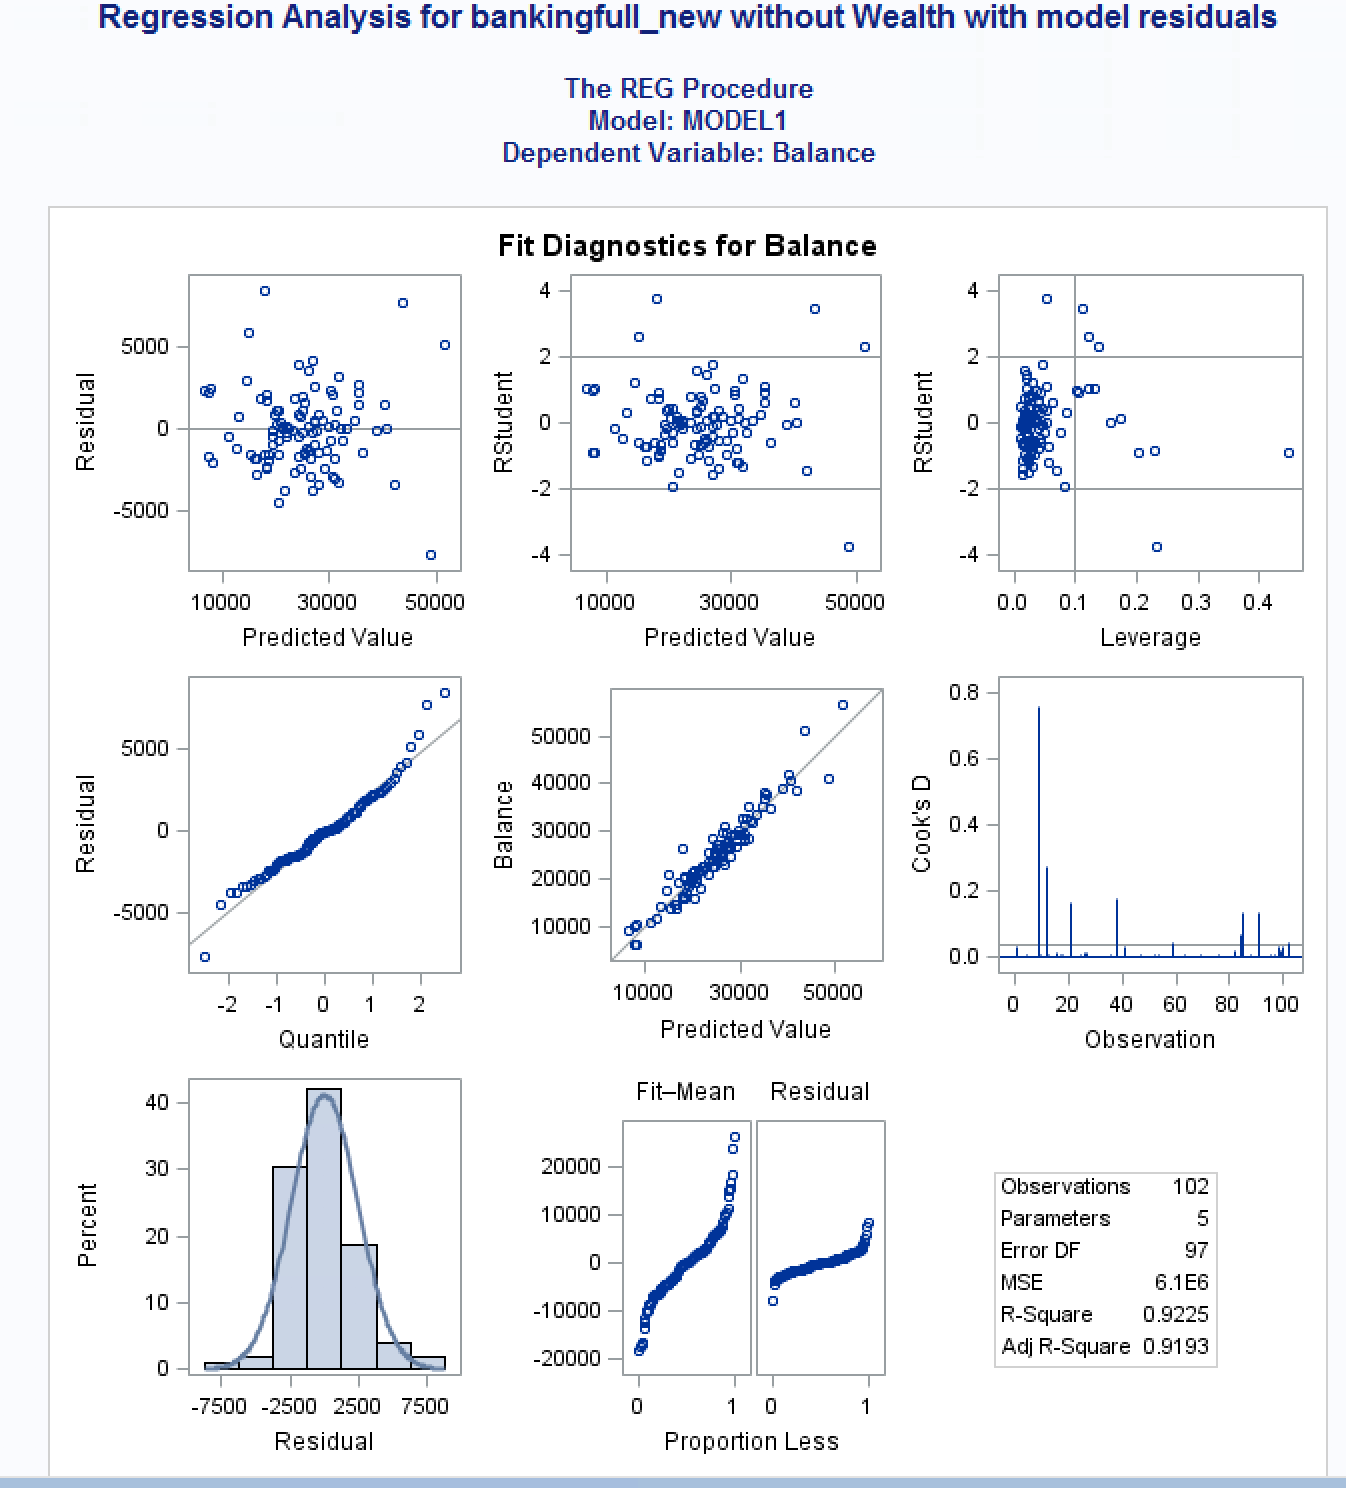 Regression Analysis for bankingfull_new without Wealth with model residuals
The REG Procedure
Model: MODEL1
Dependent Variable: Balance
Fit Diagnostics for Balance
Residual
5000
0
-5000
10000 30000 50000
Predicted Value
RStudent
4
2
0
-2
-4
10000 30000 50000
Predicted Value
RStudent
4
2
0
-2
-4
0.0 0.1 0.2 0.3 0.4
Leverage
Residual
5000
0
-5000
-2 -1 0 1 2
Quantile
Balance
50000
40000
30000
20000
10000
10000 30000 50000
Predicted Value
Cook's D
0.8
0.6
0.4
0.2
0.0
0 20 40 60 80 100
Observation
Percent
40
30
20
10
0
-7500 -2500 2500 7500
Residual
Fit–Mean Residual
20000
10000
0
-10000
-20000
0 1 0 1
Proportion Less
Observations 102
Parameters 5
Error DF 97
MSE 6.1E6
R-Square 0.9225
Adj R-Square 0.9193